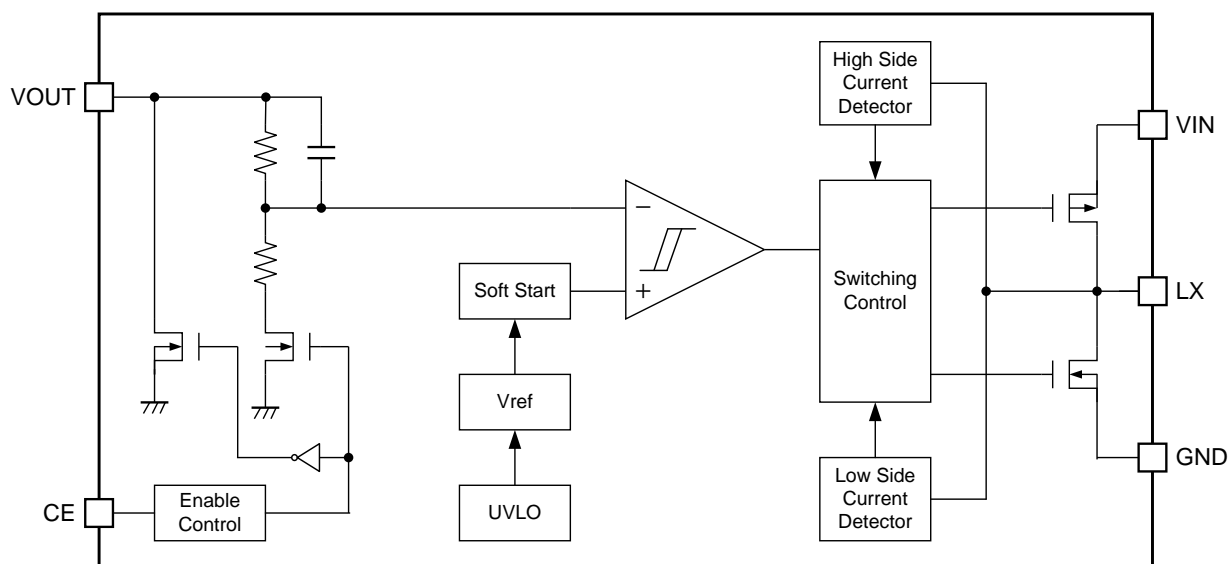 High Side
Current
Detector
VOUT
VIN
−
Switching
Control
Soft Start
+
LX
Vref
GND
CE
Enable
Control
UVLO
Low Side
Current
Detector